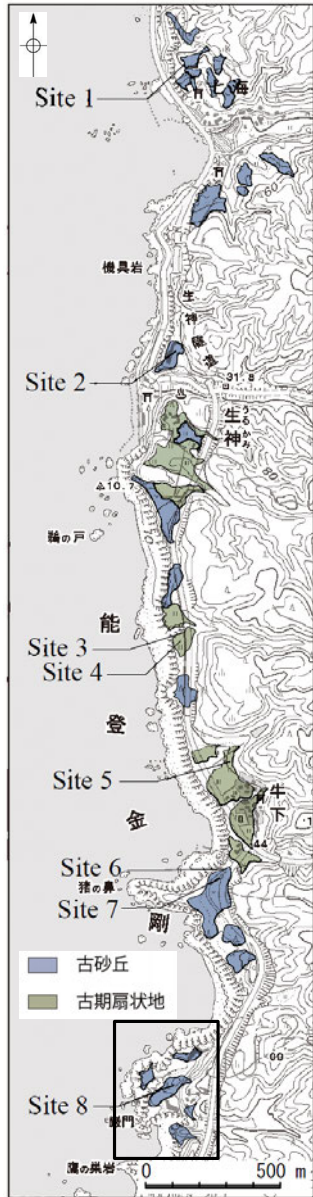 Site 1
七海
60
機具岩
生神
Site 2
31.8
生神
うるかみ
80
10.7
70
鵜の戸
能登金剛
Site 3
Site 4
Site 5
牛下
44
Site 6
猪の鼻
Site 7
古砂丘
古期扇状地
Site 8
巌門
鷹の巣岩
0 500 m